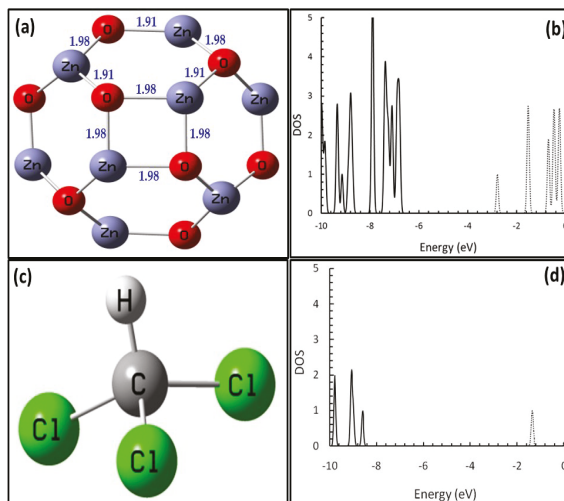 (a)
1.91
O Zn
1.98 1.98
Zn O
1.91 1.91
O O 1.98 Zn Zn
1.98 1.98
Zn Zn O O
1.98
O Zn
Zn O
(b)
DOS
5
4
3
2
1
0
-10 -8 -6 -4 -2 0
Energy (eV)
(c)
H
C Cl
Cl Cl
(d)
DOS
5
4
3
2
1
0
-10 -8 -6 -4 -2 0
Energy (eV)